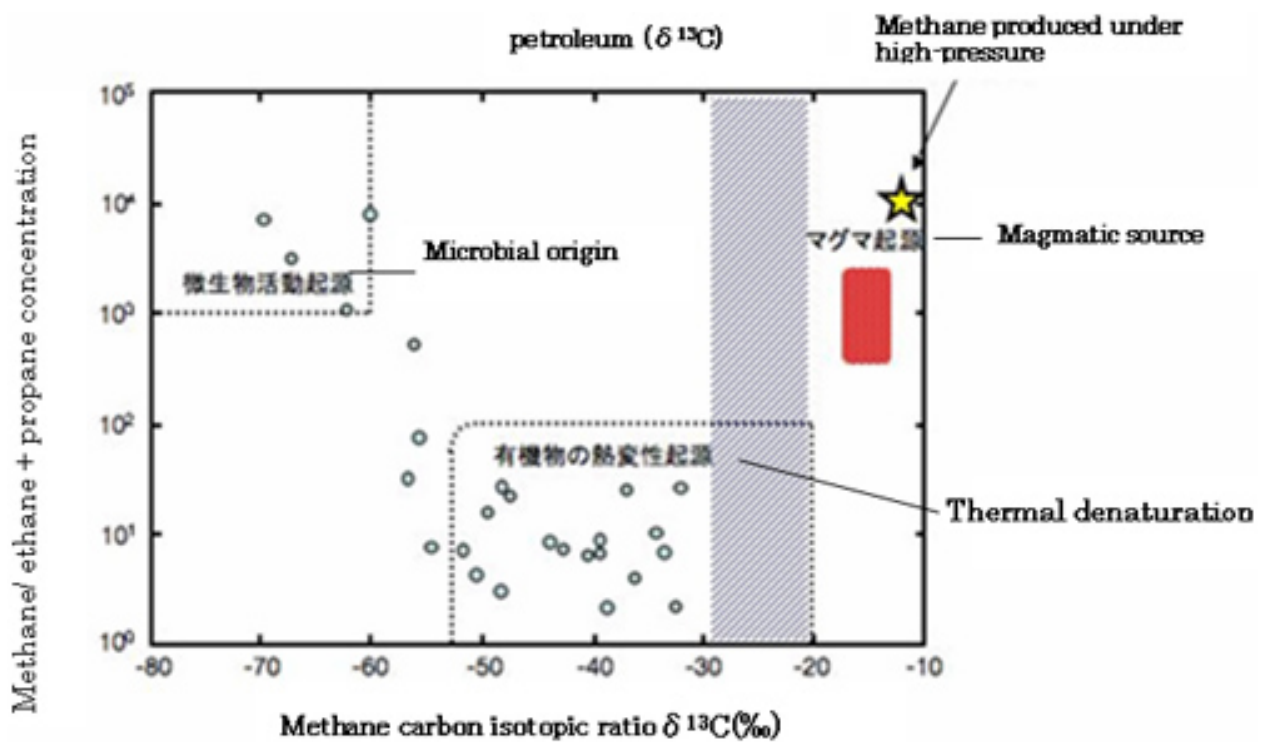 petroleum (δ ¹³C)
Methane produced under
high-pressure
10⁵
10⁴
10³
10²
10¹
10⁰
Methane/ ethane + propane concentration
マグマ起源
Magmatic source
Microbial origin
微生物活動起源
有機物の熱変性起源
Thermal denaturation
-80 -70 -60 -50 -40 -30 -20 -10
Methane carbon isotopic ratio δ ¹³C(‰)